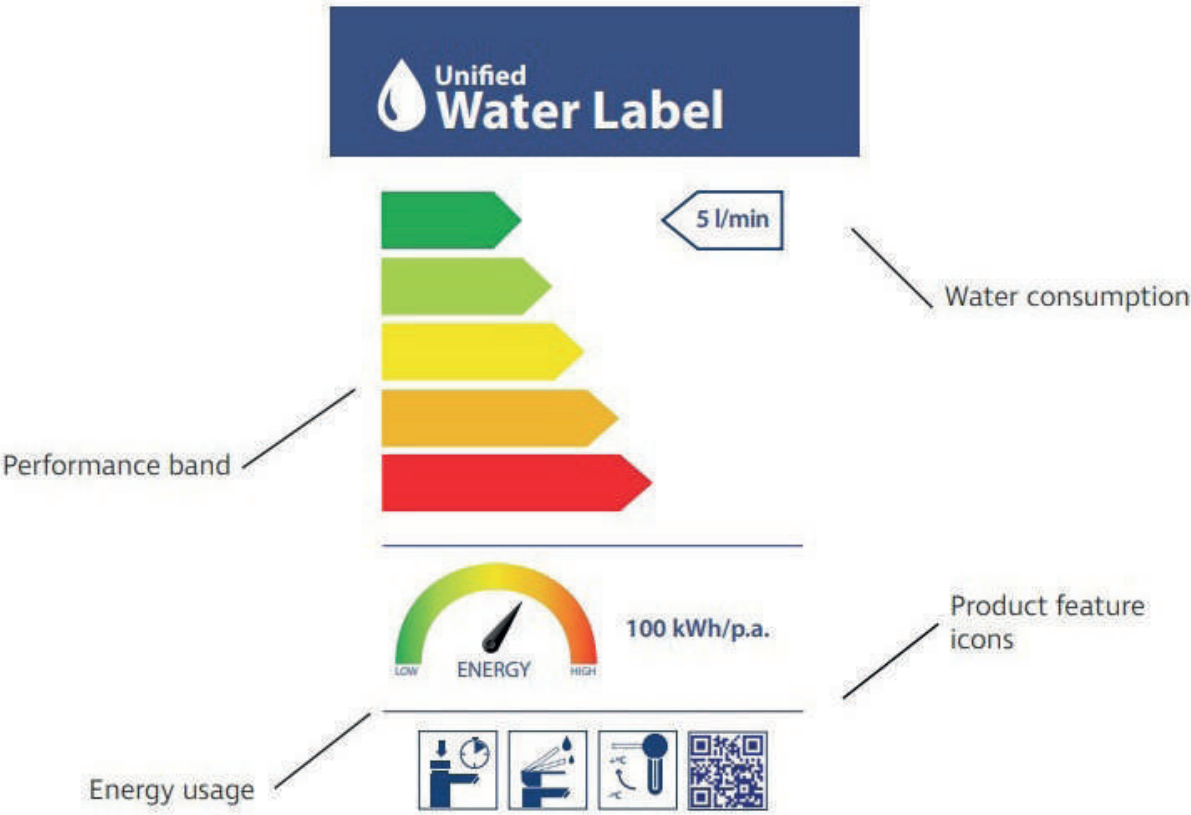 Unified
Water Label
5 l/min
Water consumption
Performance band
100 kWh/p.a.
LOW
ENERGY
HIGH
Product feature
icons
+°C
-°C
Energy usage